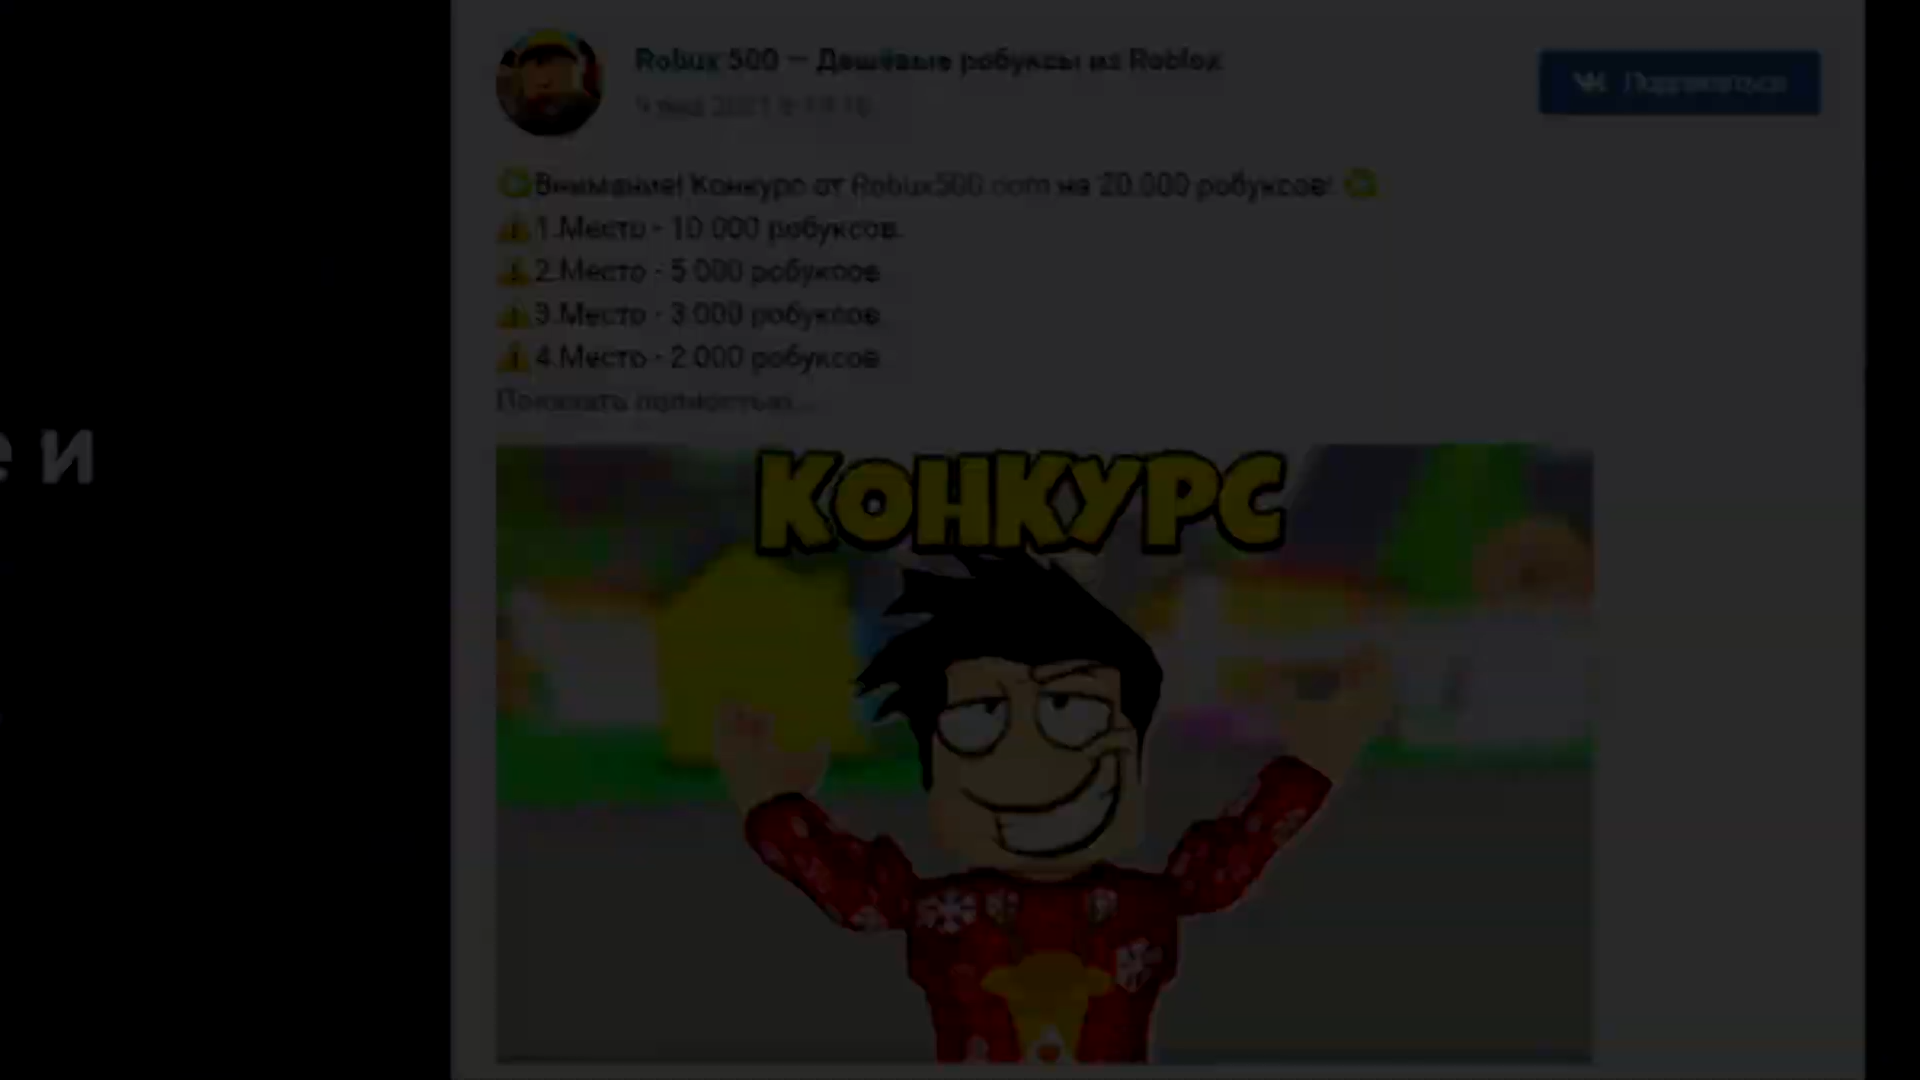 Robux 500 — Дешёвые робуксы из Roblox
Подписаться
Внимание! Конкурс от Robux500.com на 20.000 робуксов!
1.Место - 10.000 робуксов.
2.Место - 5.000 робуксов.
3.Место - 3.000 робуксов.
4.Место - 2.000 робуксов.
Показать полностью...
и
КОНКУРС